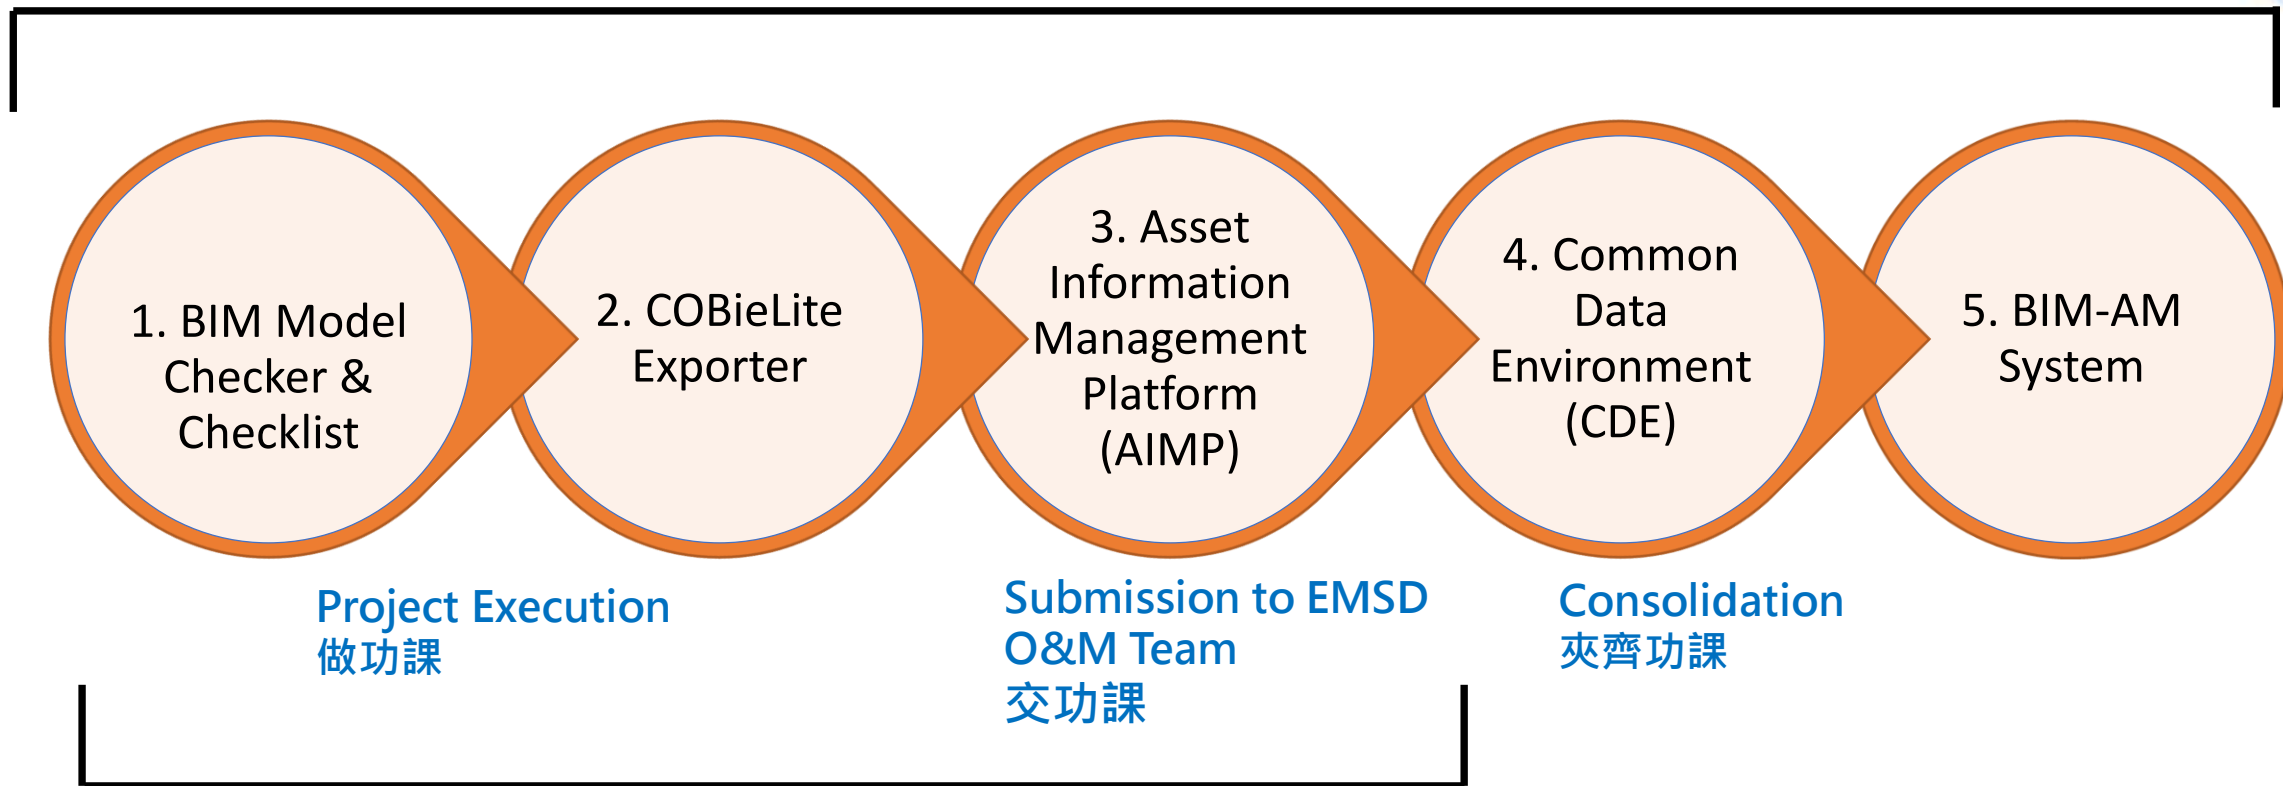 1. BIM Model
Checker &
Checklist
2. COBieLite
Exporter
3. Asset
Information
Management
Platform
(AIMP)
4. Common
Data
Environment
(CDE)
5. BIM-AM
System
Project Execution
做功課
Submission to EMSD
O&M Team
交功課
Consolidation
夾齊功課